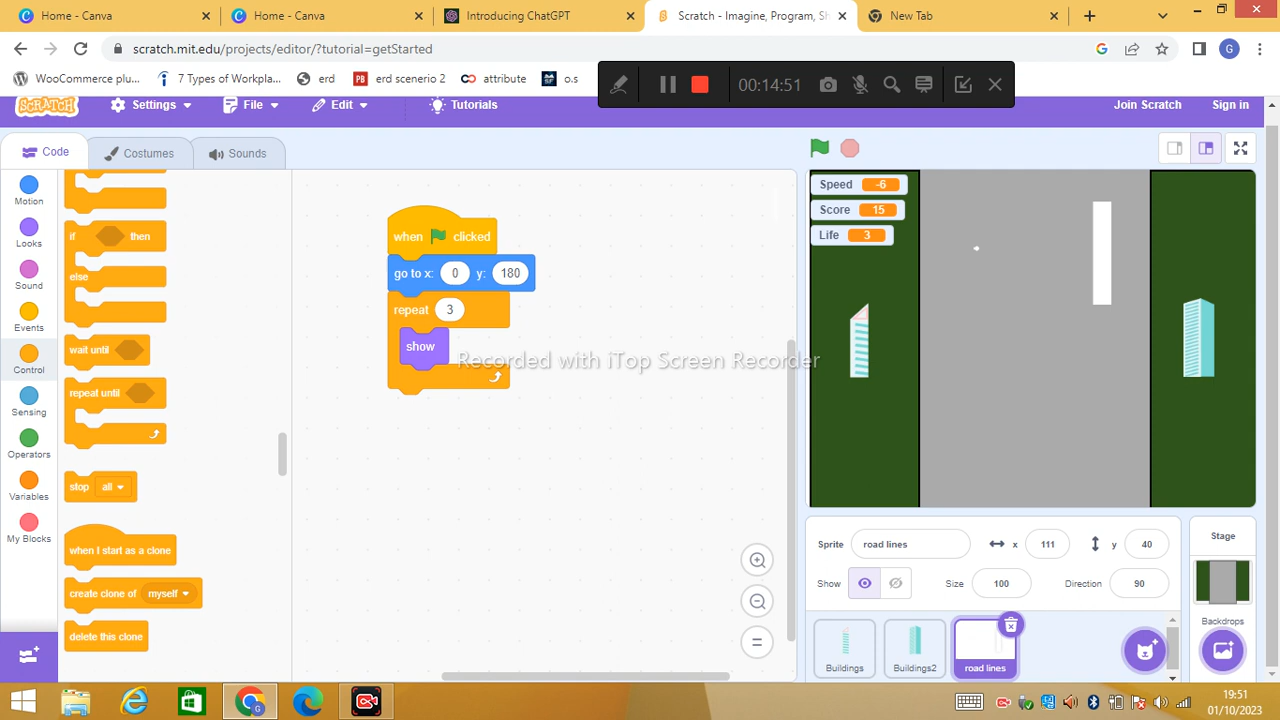 Home - Canva
Home - Canva
Introducing ChatGPT
Scratch - Imagine, Program, Sh
New Tab
scratch.mit.edu/projects/editor/?tutorial=getStarted
G
WooCommerce plu...
7 Types of Workpla...
erd
PB
erd scenerio 2
attribute
o.s
00:14:51
SCRATCH
Settings
File
Edit
Tutorials
Join Scratch
Sign in
Code
Costumes
Sounds
Motion
Looks
Sound
Events
Control
Sensing
Operators
Variables
My Blocks
if then
else
wait until
repeat until
stop all
when I start as a clone
create clone of myself
delete this clone
when clicked
go to x: 0 y: 180
repeat 3
show
Recorded with iTop Screen Recorder
Speed -6
Score 15
Life 3
Sprite road lines x 111 y 40
Show Size 100 Direction 90
Buildings
Buildings2
road lines
Stage
Backdrops
19:51
01/10/2023